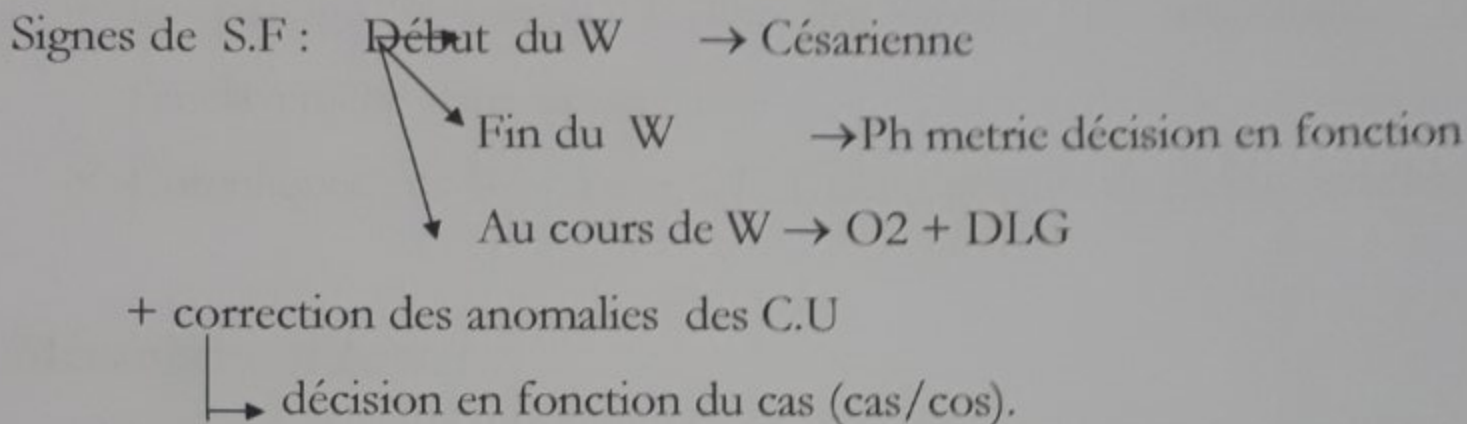 Signes de S.F : Début du W → Césarienne
Fin du W →Ph metrie décision en fonction
Au cours de W → O2 + DLG
+ correction des anomalies des C.U
décision en fonction du cas (cas/cos).